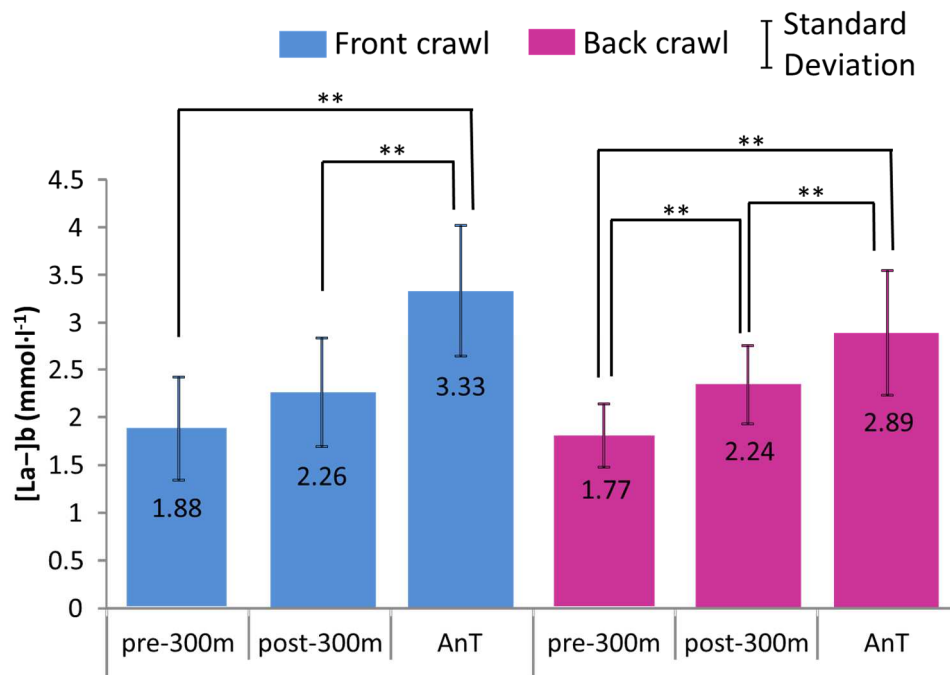 Front crawl
Back crawl
Standard
Deviation
**
**
**
**
**
[La−]b (mmol·l-1)
4.5
4
3.5
3
2.5
2
1.5
1
0.5
0
1.88
2.26
3.33
1.77
2.24
2.89
pre-300m
post-300m
AnT
pre-300m
post-300m
AnT